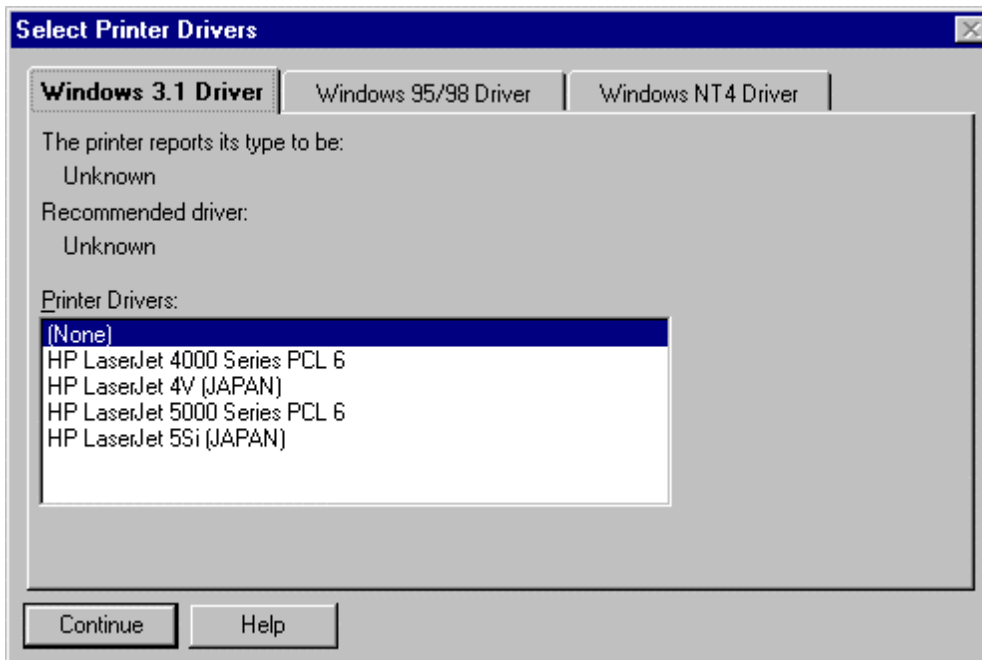 Select Printer Drivers
Windows 3.1 Driver
Windows 95/98 Driver
Windows NT4 Driver
The printer reports its type to be:
Unknown
Recommended driver:
Unknown
Printer Drivers:
(None)
HP LaserJet 4000 Series PCL 6
HP LaserJet 4V (JAPAN)
HP LaserJet 5000 Series PCL 6
HP LaserJet 5Si (JAPAN)
Continue
Help